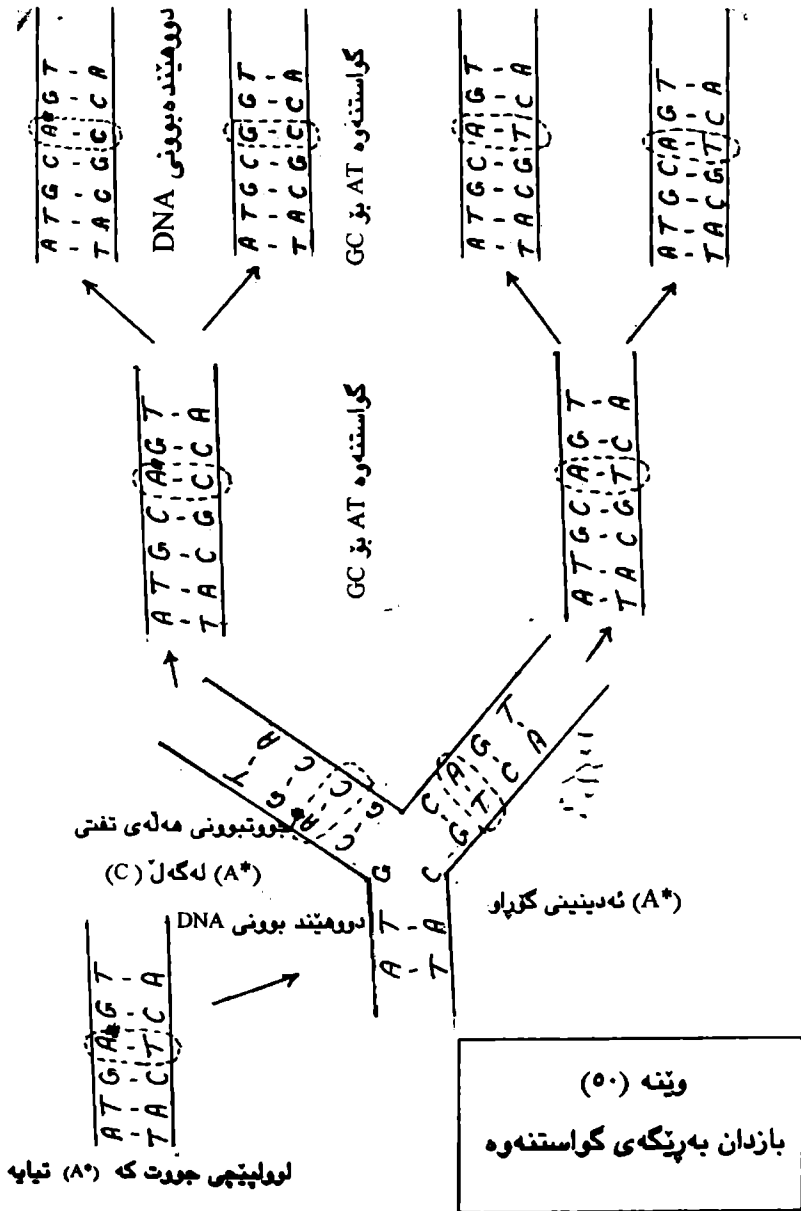 A T G C A* G T
T A C G C C A
DNA دووهێندەبوونی
A T G C G G T
T A C G C C A
گواستنەوە AT بۆ GC
A T G C A G T
T A C G T C A
A T G C A G T
T A C G T C A
A T G C A* G T
T A C G C C A
گواستنەوە AT بۆ GC
A T G C A G T
T A C G T C A
C A* G T
G C C A
جووتبوونی هەڵەی تفتی
(A*) لەگەڵ (C)
C A G T
G T C A
A T G
T A C
دووهێند بوونی DNA
(A*) ئەدینینی گۆڕاو
A T G A* G T
T A C T C A
لوولپێچی جووت کە (A*) تیایە
وێنە (٥٠)
بازدان بەڕێگەی گواستنەوە